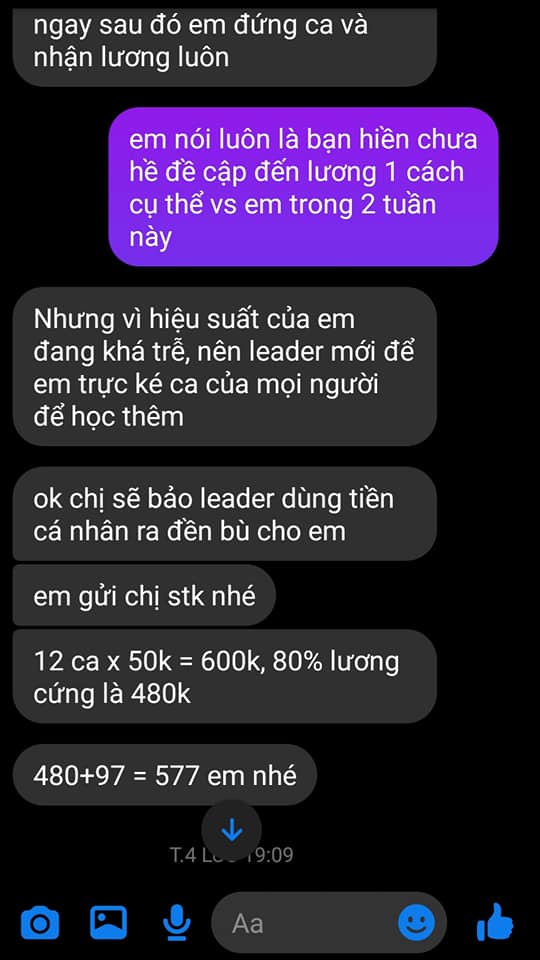 ngay sau đó em đứng ca và
nhận lương luôn
em nói luôn là bạn hiền chưa
hề đề cập đến lương 1 cách
cụ thể vs em trong 2 tuần
này
Nhưng vì hiệu suất của em
đang khá trễ, nên leader mới để
em trực ké ca của mọi người
để học thêm
ok chị sẽ bảo leader dùng tiền
cá nhân ra đền bù cho em
em gửi chị stk nhé
12 ca x 50k = 600k, 80% lương
cứng là 480k
480+97 = 577 em nhé
T.4 19:09
Aa